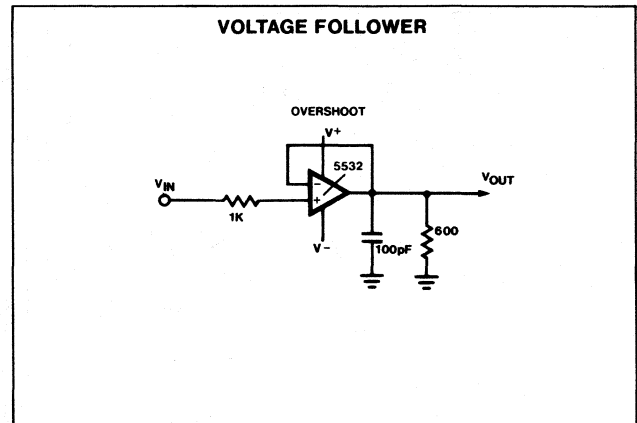 VOLTAGE FOLLOWER
OVERSHOOT
V+
5532
VIN
VOUT
-
+
1K
V-
100pF
600